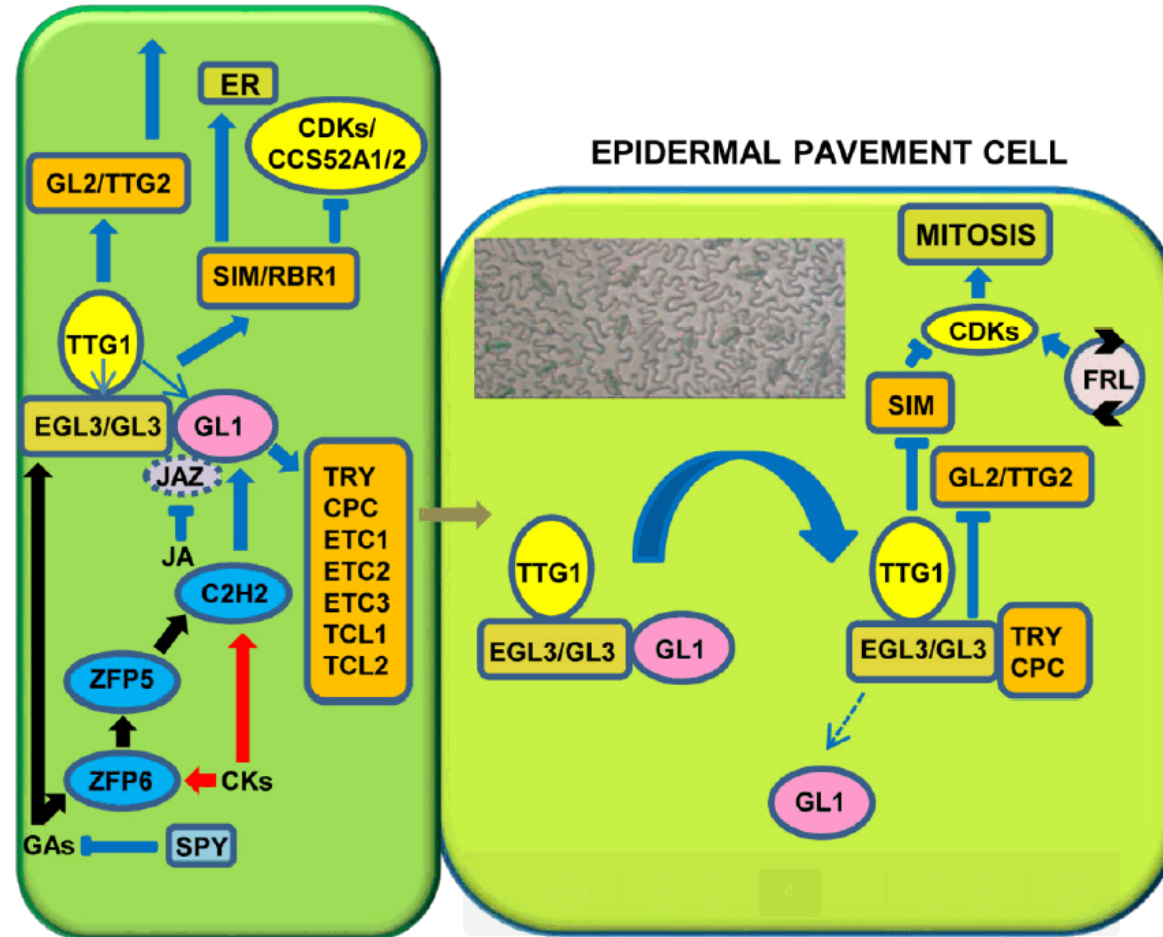 ER
CDKs/
CCS52A1/2
GL2/TTG2
SIM/RBR1
TTG1
EGL3/GL3
GL1
JAZ
JA
TRY
CPC
ETC1
ETC2
ETC3
TCL1
TCL2
C2H2
ZFP5
ZFP6
CKs
GAs
SPY
EPIDERMAL PAVEMENT CELL
MITOSIS
CDKs
FRL
SIM
GL2/TTG2
TTG1
EGL3/GL3
GL1
TTG1
EGL3/GL3
TRY
CPC
GL1
4